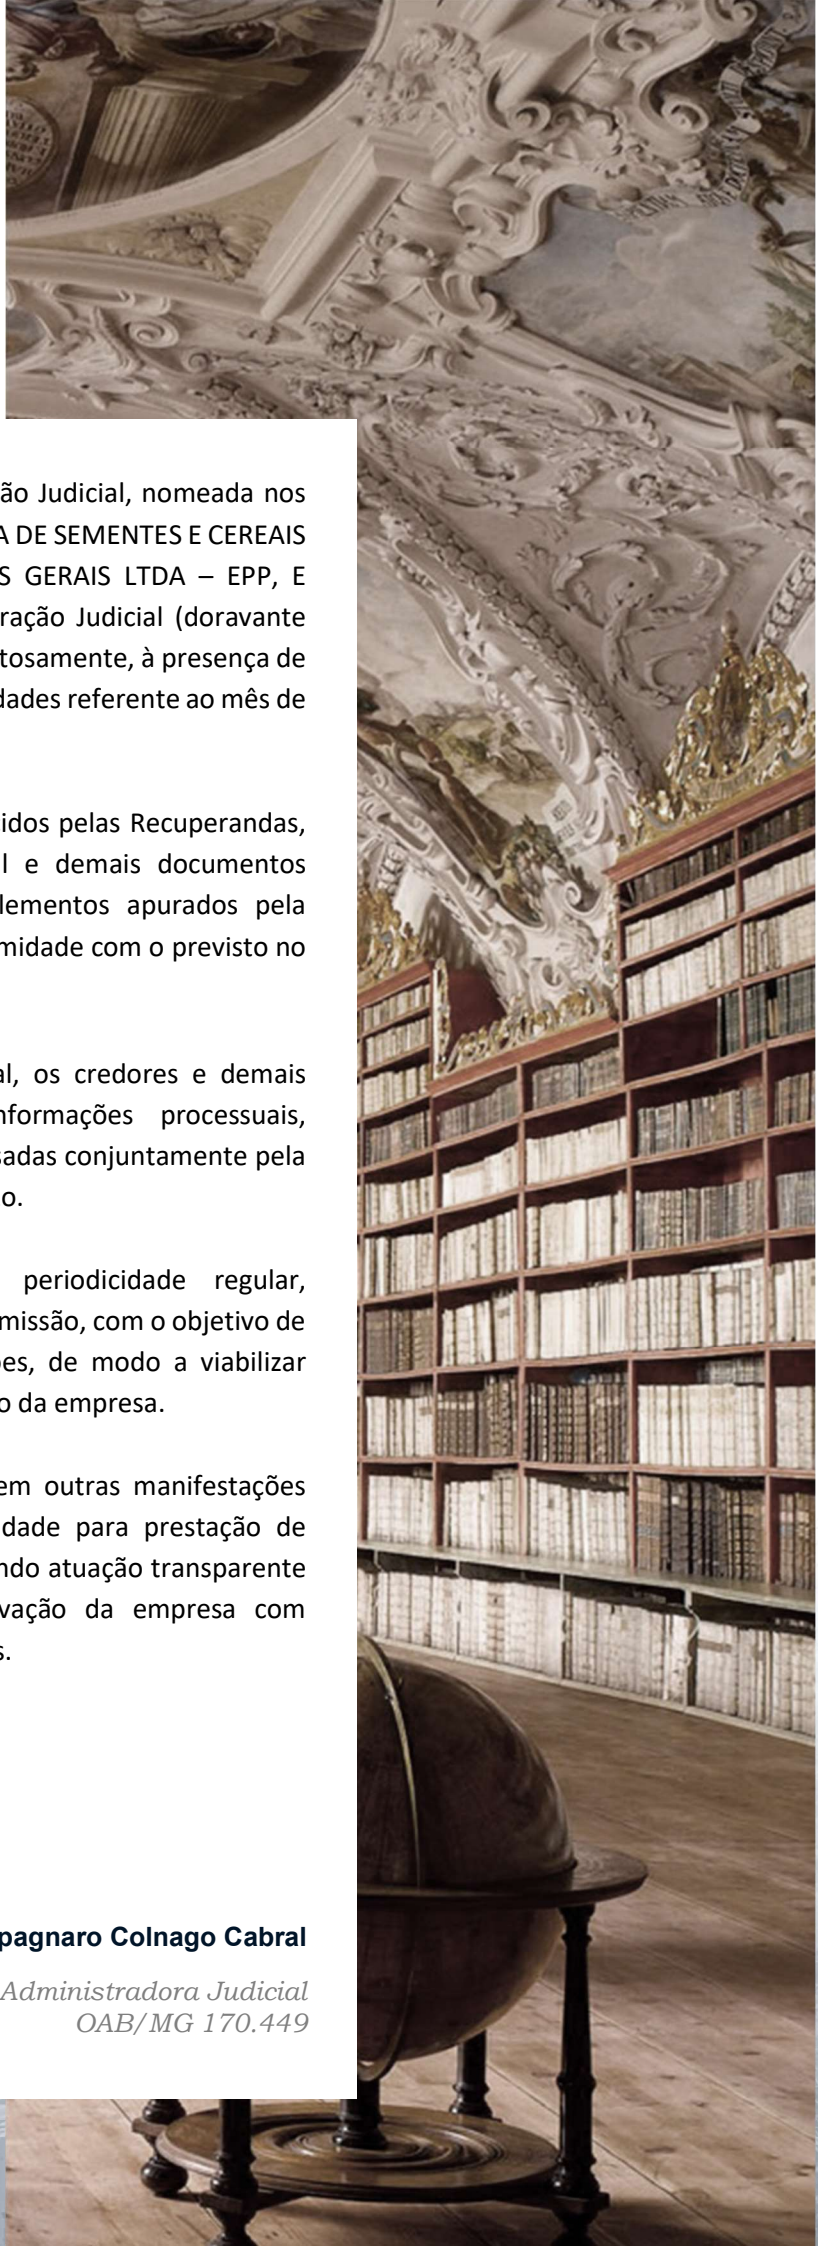 ão Judicial, nomeada nos
A DE SEMENTES E CEREAIS
S GERAIS LTDA – EPP, E
ração Judicial (doravante
tosamente, à presença de
dades referente ao mês de
idos pelas Recuperandas,
l e demais documentos
lementos apurados pela
midade com o previsto no
al, os credores e demais
nformações processuais,
sadas conjuntamente pela
o.
periodicidade regular,
missão, com o objetivo de
es, de modo a viabilizar
o da empresa.
em outras manifestações
dade para prestação de
ndo atuação transparente
vação da empresa com
s.
pagnaro Colnago Cabral
Administradora Judicial
OAB/MG 170.449